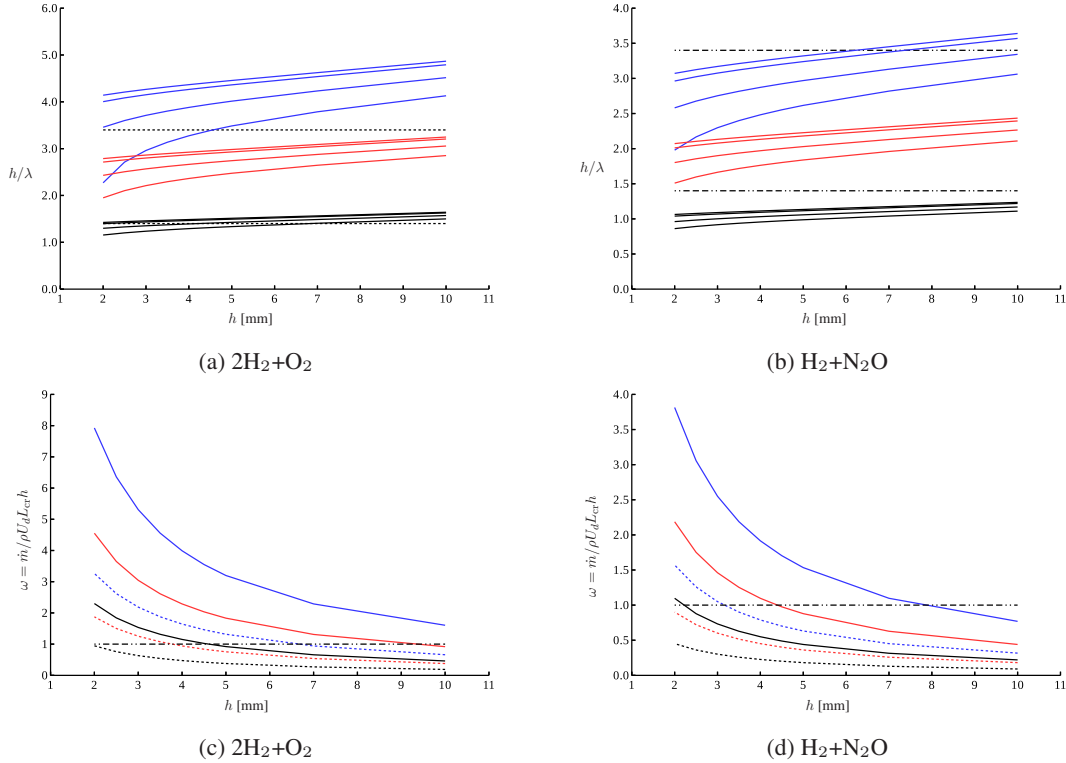 6.0
5.0
4.0
3.0
2.0
1.0
0.0
h/λ
1 2 3 4 5 6 7 8 9 10 11
h [mm]
(a) 2H₂+O₂
4.0
3.5
3.0
2.5
2.0
1.5
1.0
0.5
0.0
h/λ
1 2 3 4 5 6 7 8 9 10 11
h [mm]
(b) H₂+N₂O
9
8
7
6
5
4
3
2
1
0
ω = ṁ/ρU_d L_cr h
1 2 3 4 5 6 7 8 9 10 11
h [mm]
(c) 2H₂+O₂
4.0
3.5
3.0
2.5
2.0
1.5
1.0
0.5
0.0
ω = ṁ/ρU_d L_cr h
1 2 3 4 5 6 7 8 9 10 11
h [mm]
(d) H₂+N₂O